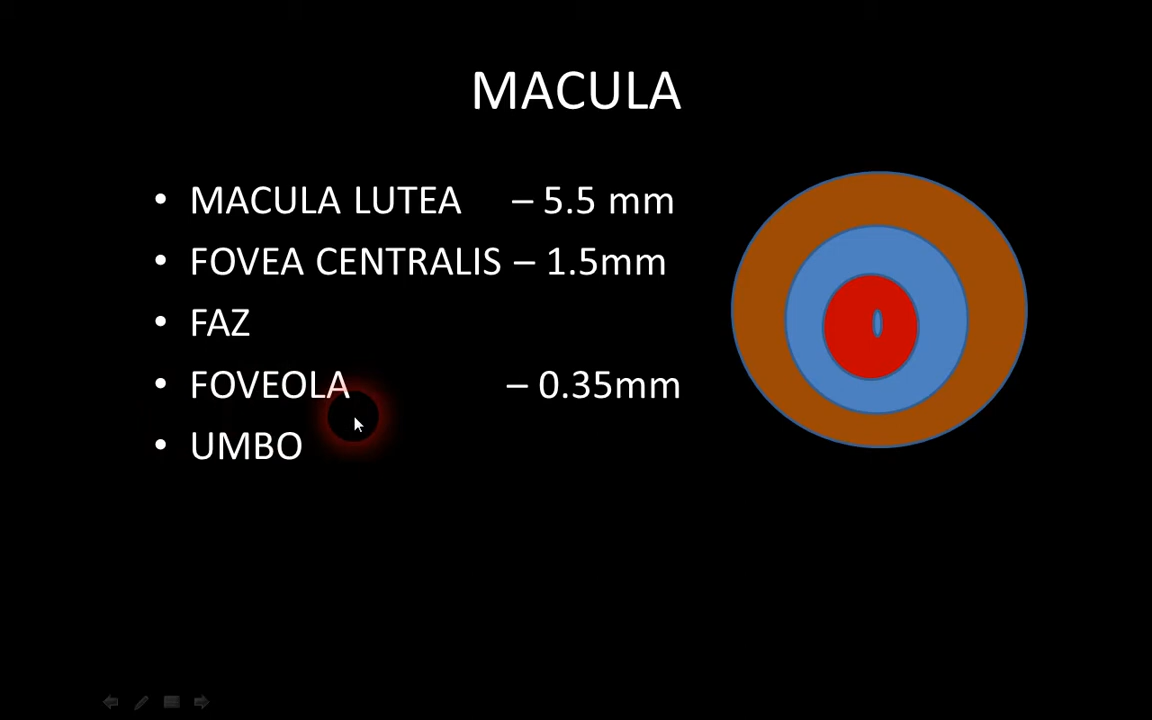 MACULA
• MACULA LUTEA – 5.5 mm
• FOVEA CENTRALIS – 1.5mm
• FAZ
• FOVEOLA – 0.35mm
• UMBO